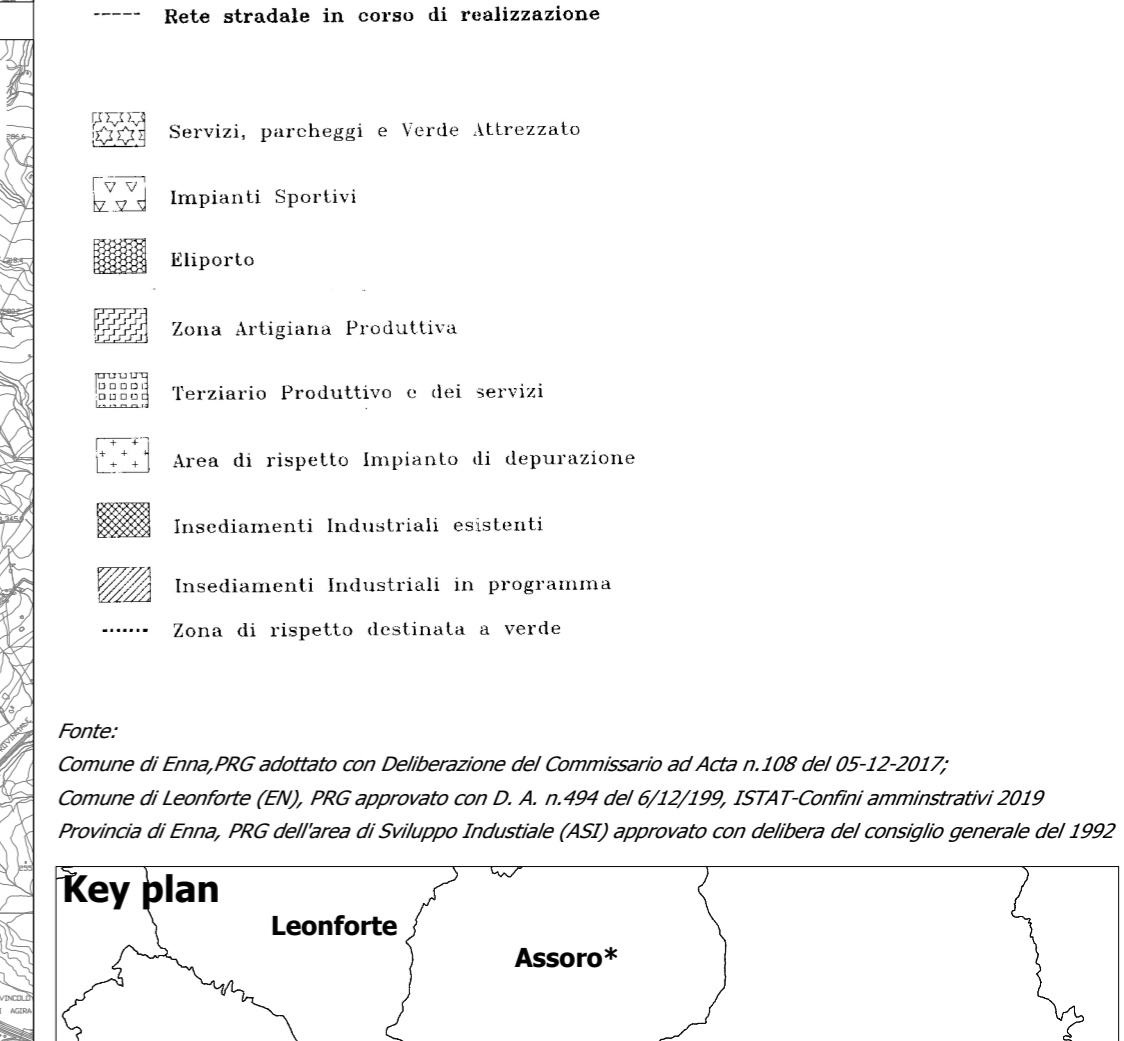 Rete stradale in corso di realizzazione
Servizi, parcheggi e Verde Attrezzato
Impianti Sportivi
Eliporto
Zona Artigiana Produttiva
Terziario Produttivo e dei servizi
Area di rispetto Impianto di depurazione
Insediamenti Industriali esistenti
Insediamenti Industriali in programma
Zona di rispetto destinata a verde
Fonte:
Comune di Enna,PRG adottato con Deliberazione del Commissario ad Acta n.108 del 05-12-2017;
Comune di Leonforte (EN), PRG approvato con D. A. n.494 del 6/12/199, ISTAT-Confini amminstrativi 2019
Provincia di Enna, PRG dell'area di Sviluppo Industiale (ASI) approvato con delibera del consiglio generale del 1992
Key plan
Leonforte
Assoro*
VINCOLO
AGIRA